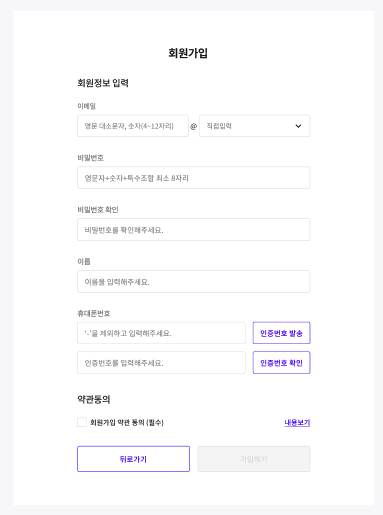 회원가입
회원정보 입력
이메일
영문 대소문자, 숫자(4~12자리) @ 직접입력
비밀번호
영문자+숫자+특수조합 최소 8자리
비밀번호 확인
비밀번호를 확인해주세요.
이름
이름을 입력해주세요.
휴대폰번호
'-'을 제외하고 입력해주세요. 인증번호 발송
인증번호를 입력해주세요. 인증번호 확인
약관동의
회원가입 약관 동의 (필수) 내용보기
뒤로가기 가입하기